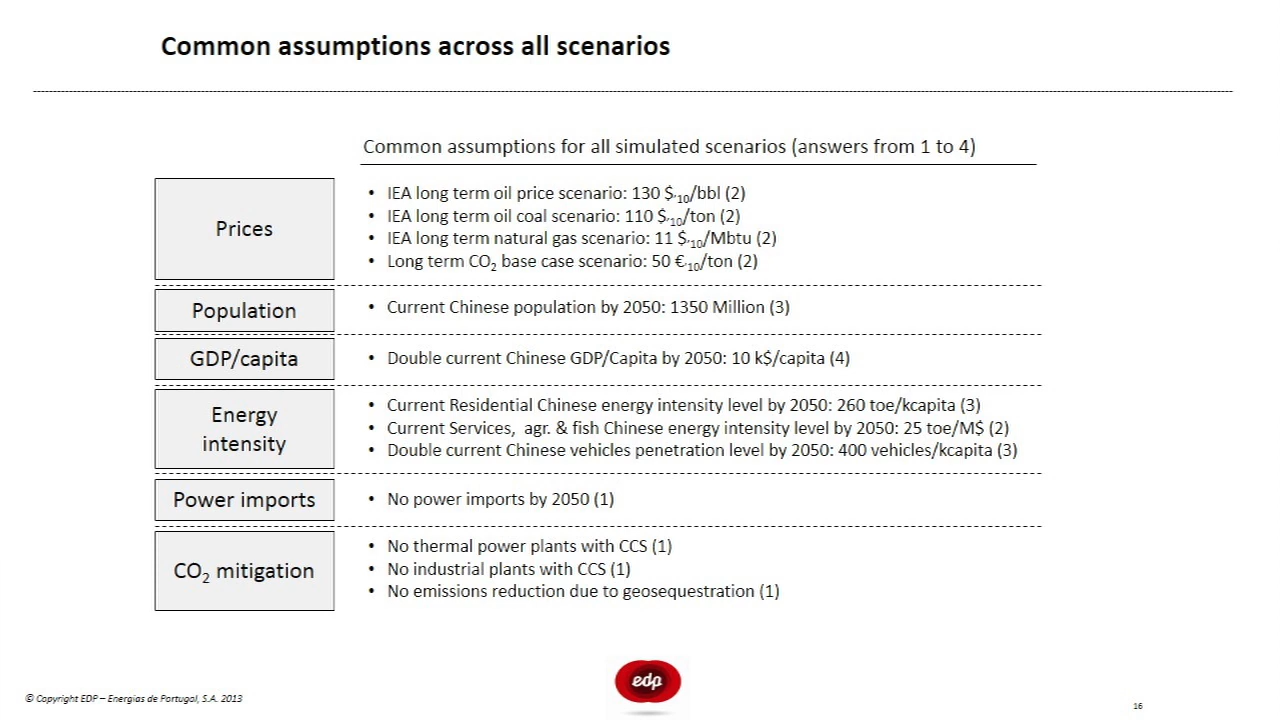 Common assumptions across all scenarios
Common assumptions for all simulated scenarios (answers from 1 to 4)
Prices
• IEA long term oil price scenario: 130 $'10/bbl (2)
• IEA long term oil coal scenario: 110 $'10/ton (2)
• IEA long term natural gas scenario: 11 $'10/Mbtu (2)
• Long term CO2 base case scenario: 50 €'10/ton (2)
Population
• Current Chinese population by 2050: 1350 Million (3)
GDP/capita
• Double current Chinese GDP/Capita by 2050: 10 k$/capita (4)
Energy
intensity
• Current Residential Chinese energy intensity level by 2050: 260 toe/kcapita (3)
• Current Services, agr. & fish Chinese energy intensity level by 2050: 25 toe/M$ (2)
• Double current Chinese vehicles penetration level by 2050: 400 vehicles/kcapita (3)
Power imports
• No power imports by 2050 (1)
CO2 mitigation
• No thermal power plants with CCS (1)
• No industrial plants with CCS (1)
• No emissions reduction due to geosequestration (1)
edp
© Copyright EDP – Energias de Portugal, S.A. 2013
16